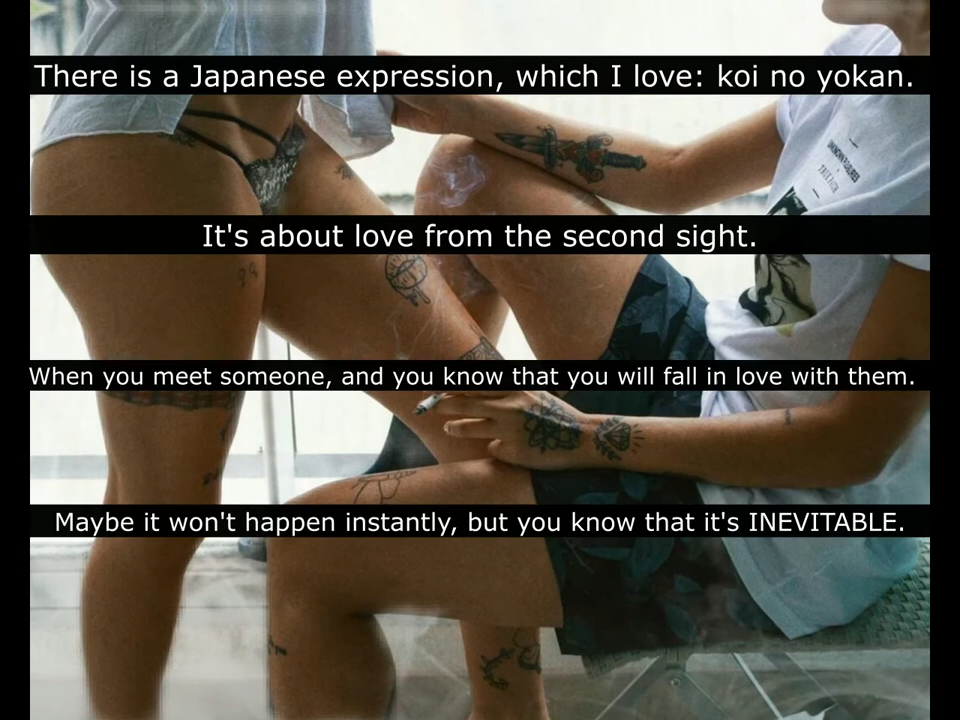 There is a Japanese expression, which I love: koi no yokan.
It's about love from the second sight.
When you meet someone, and you know that you will fall in love with them.
Maybe it won't happen instantly, but you know that it's INEVITABLE.